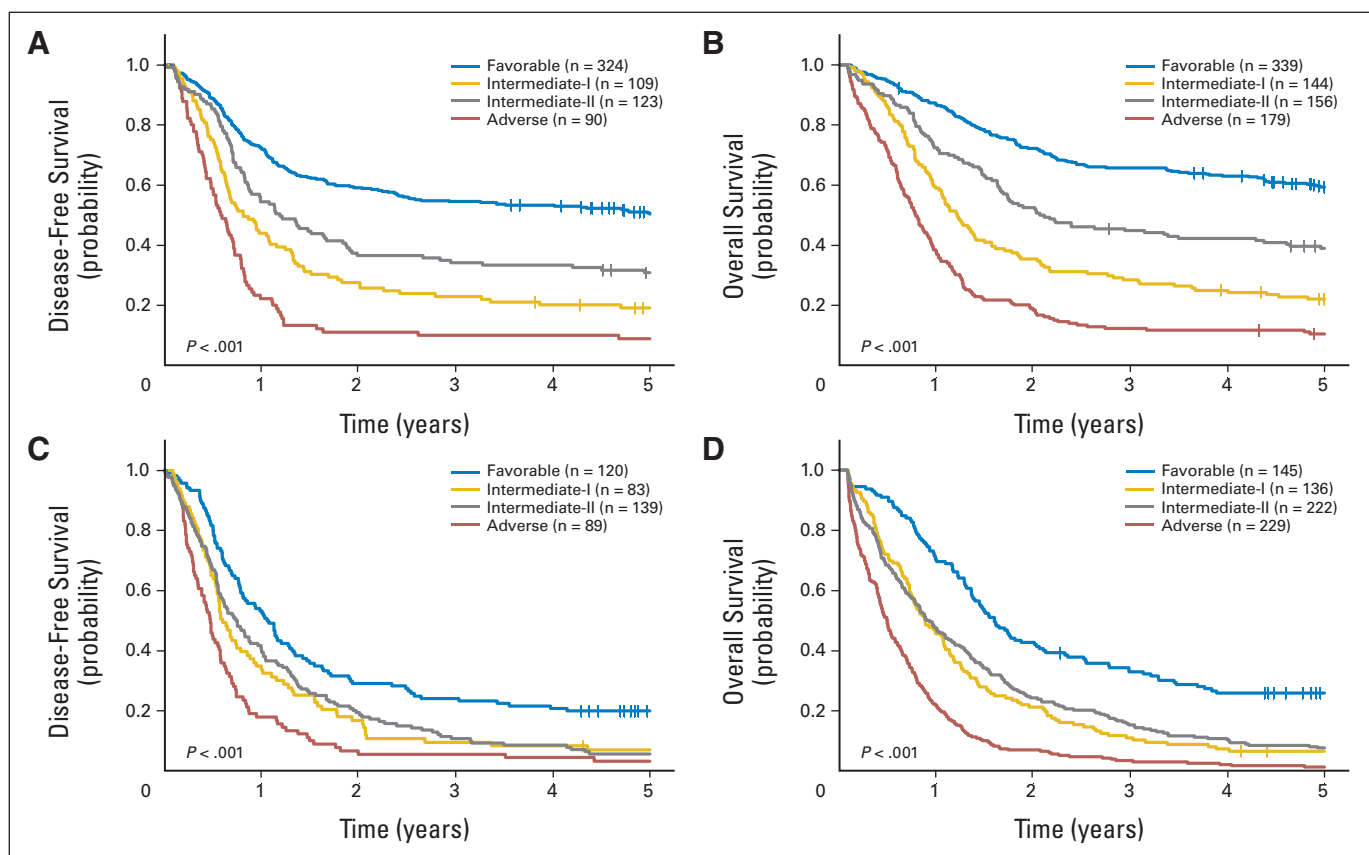 A
Disease-Free Survival
(probability)
1.0
0.8
0.6
0.4
0.2
0
1
2
3
4
5
Time (years)
Favorable (n = 324)
Intermediate-I (n = 109)
Intermediate-II (n = 123)
Adverse (n = 90)
P < .001
B
Overall Survival
(probability)
1.0
0.8
0.6
0.4
0.2
0
1
2
3
4
5
Time (years)
Favorable (n = 339)
Intermediate-I (n = 144)
Intermediate-II (n = 156)
Adverse (n = 179)
P < .001
C
Disease-Free Survival
(probability)
1.0
0.8
0.6
0.4
0.2
0
1
2
3
4
5
Time (years)
Favorable (n = 120)
Intermediate-I (n = 83)
Intermediate-II (n = 139)
Adverse (n = 89)
P < .001
D
Overall Survival
(probability)
1.0
0.8
0.6
0.4
0.2
0
1
2
3
4
5
Time (years)
Favorable (n = 145)
Intermediate-I (n = 136)
Intermediate-II (n = 222)
Adverse (n = 229)
P < .001